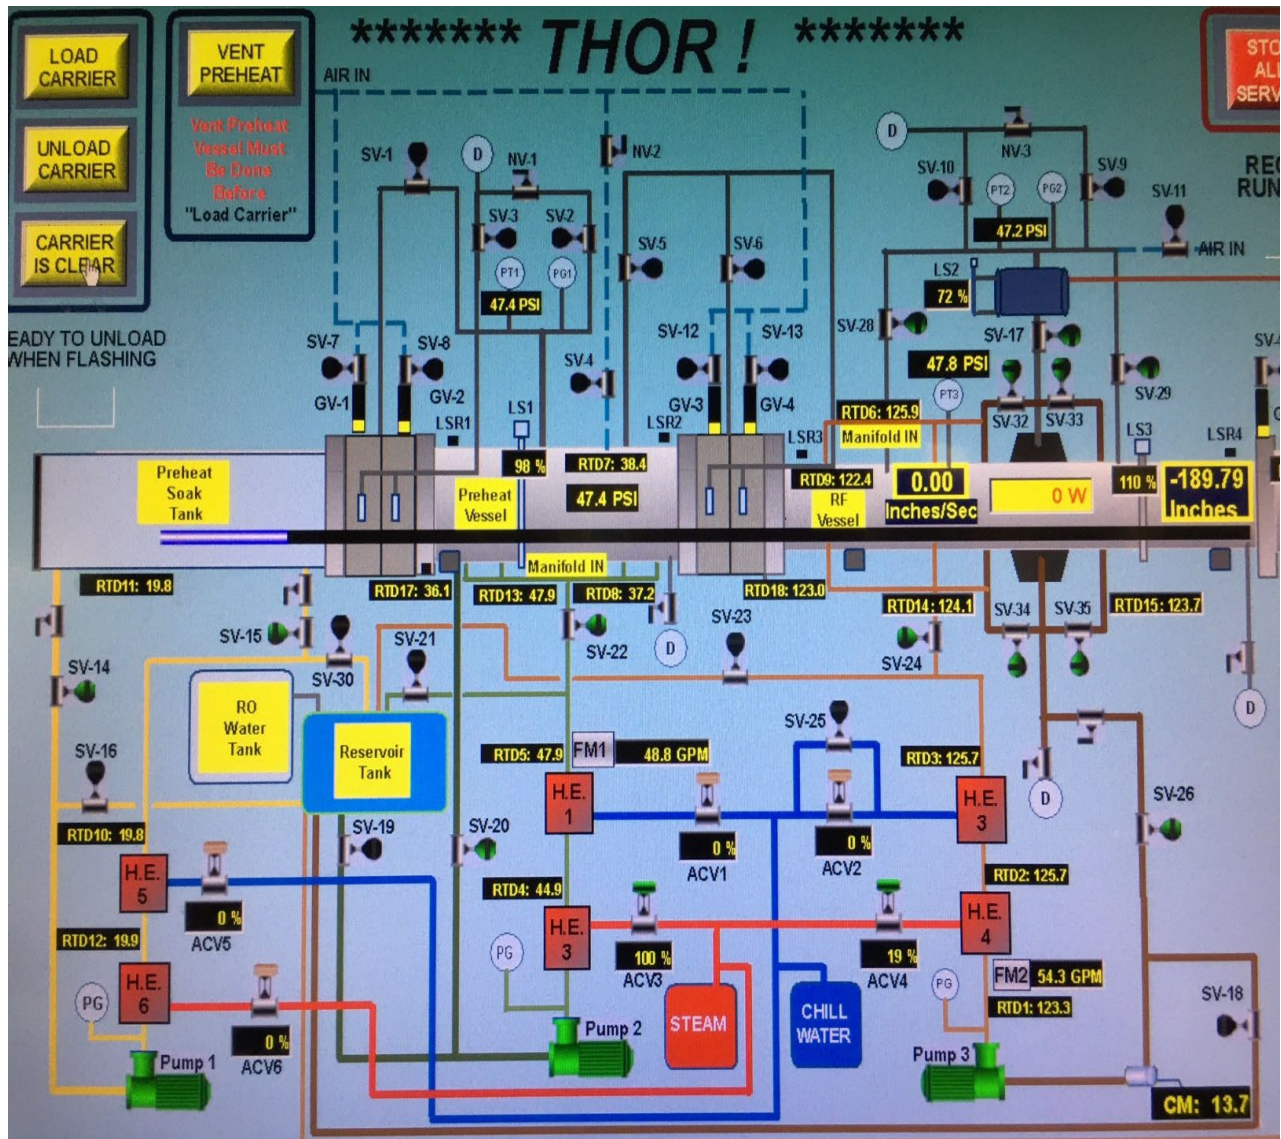 ******* THOR ! *******
LOAD
CARRIER
UNLOAD
CARRIER
CARRIER
IS CLEAR
VENT
PREHEAT
Vent Preheat
Vessel Must
Be Done
Before
"Load Carrier"
EADY TO UNLOAD
WHEN FLASHING
AIR IN
STO
ALL
SERV
REC
RUN
SV-1
D
NV-1
NV-2
SV-3
SV-2
PT1
PG1
47.4 PSI
SV-5
SV-6
SV-4
SV-7
SV-8
GV-1
GV-2
SV-12
SV-13
GV-3
GV-4
D
NV-3
SV-10
SV-9
PT2
PG2
47.2 PSI
SV-11
AIR IN
LS2
72 %
SV-28
SV-17
47.8 PSI
PT3
SV-32
SV-33
SV-29
SV-
G
LSR1
LS1
LSR2
LSR3
LS3
LSR4
RTD6: 125.9
Manifold IN
Preheat
Soak
Tank
98 %
RTD7: 38.4
Preheat
Vessel
47.4 PSI
RTD9: 122.4
RF
Vessel
0.00
Inches/Sec
0 W
110 %
-189.79
Inches
Manifold IN
RTD11: 19.8
RTD17: 36.1
RTD13: 47.9
RTD8: 37.2
RTD18: 123.0
RTD14: 124.1
RTD15: 123.7
SV-34
SV-35
SV-15
SV-30
SV-21
SV-22
D
SV-23
SV-24
SV-14
D
RO
Water
Tank
Reservoir
Tank
SV-16
RTD5: 47.9
FM1
48.8 GPM
SV-25
RTD3: 125.7
D
SV-26
H.E.
1
H.E.
3
RTD10: 19.8
SV-19
SV-20
0 %
ACV1
0 %
ACV2
H.E.
5
0 %
ACV5
RTD4: 44.9
RTD2: 125.7
H.E.
3
100 %
ACV3
19 %
ACV4
H.E.
4
RTD12: 19.9
PG
H.E.
6
0 %
ACV6
PG
FM2
54.3 GPM
PG
RTD1: 123.3
SV-18
STEAM
CHILL
WATER
Pump 1
Pump 2
Pump 3
CM: 13.7